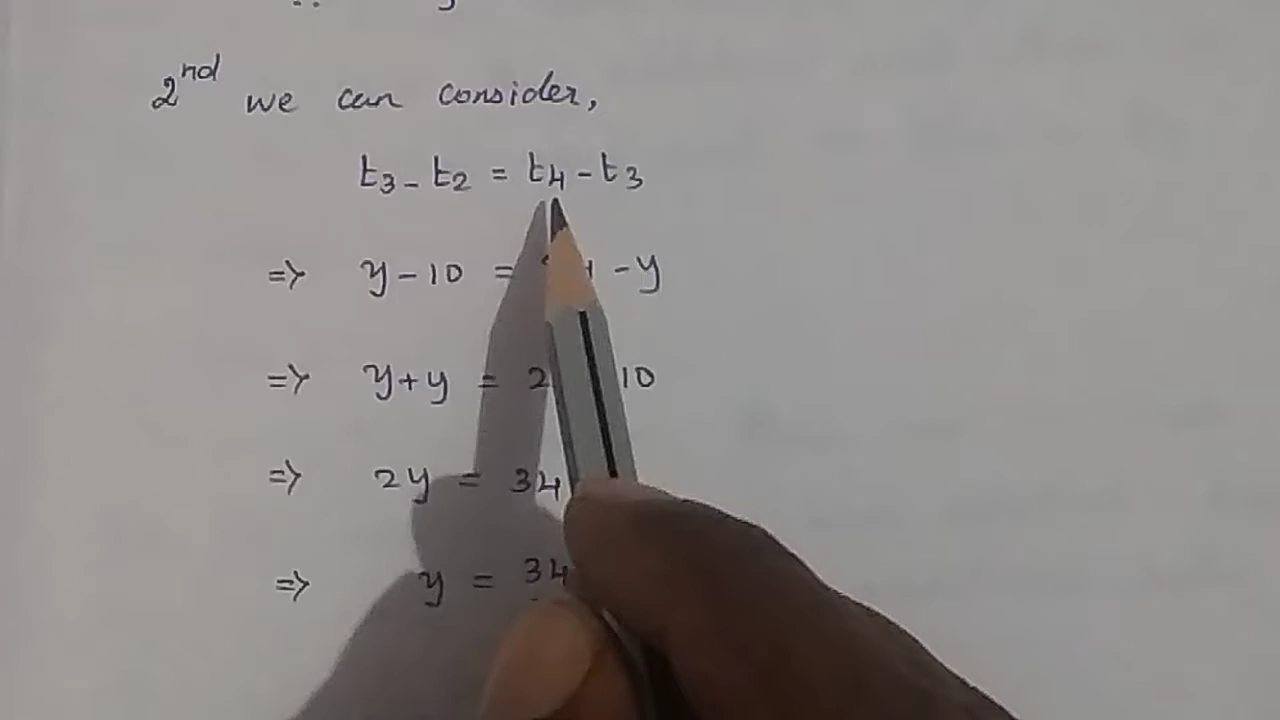 2nd we can consider,
t3 - t2 = t4 - t3
=> y - 10 = - y
=> y + y = 2 10
=> 2y = 34
=> y = 34